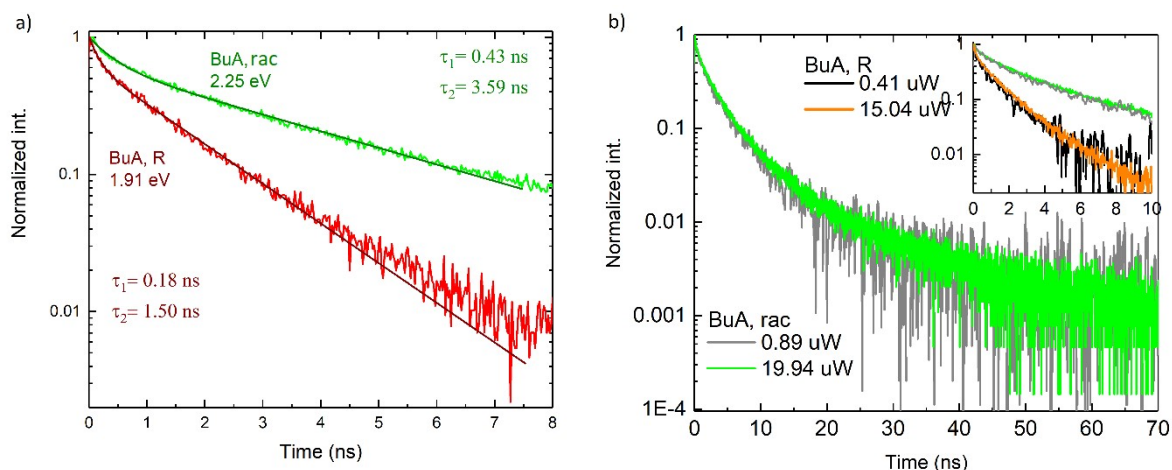 a)
Normalized int.
1
0.1
0.01
BuA, rac
2.25 eV
τ1= 0.43 ns
τ2= 3.59 ns
BuA, R
1.91 eV
τ1= 0.18 ns
τ2= 1.50 ns
0 1 2 3 4 5 6 7 8
Time (ns)
b)
Normalized int.
1
0.1
0.01
0.001
1E-4
BuA, R
0.41 uW
15.04 uW
0.1
0.01
0 2 4 6 8 10
BuA, rac
0.89 uW
19.94 uW
0 10 20 30 40 50 60 70
Time (ns)